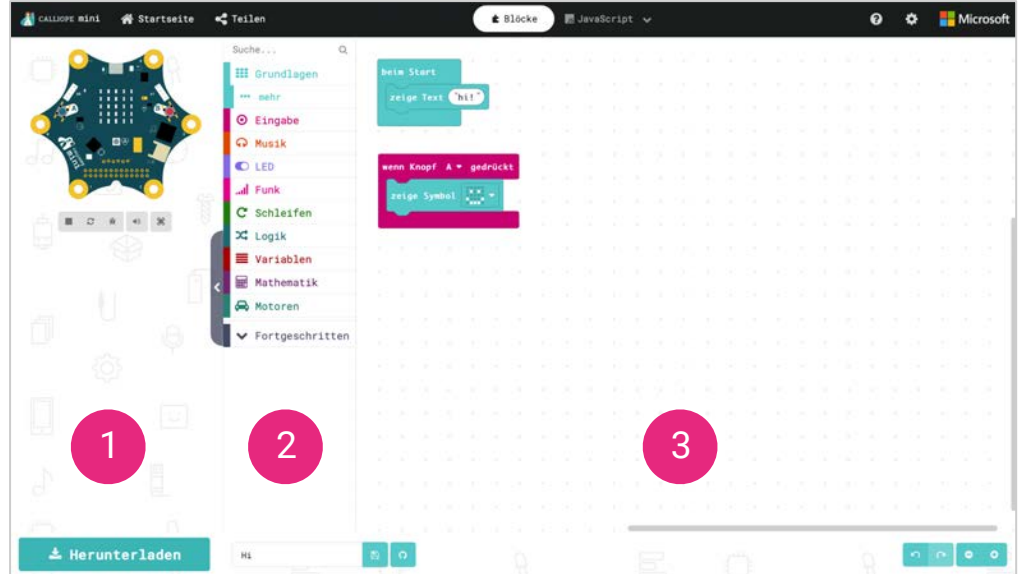 CALLIOPE mini Startseite Teilen Blöcke JavaScript Microsoft
Suche...
Grundlagen
mehr
Eingabe
Musik
LED
Funk
Schleifen
Logik
Variablen
Mathematik
Motoren
Fortgeschritten
beim Start
zeige Text "hi!"
wenn Knopf A gedrückt
zeige Symbol
1
2
3
Herunterladen
Hi